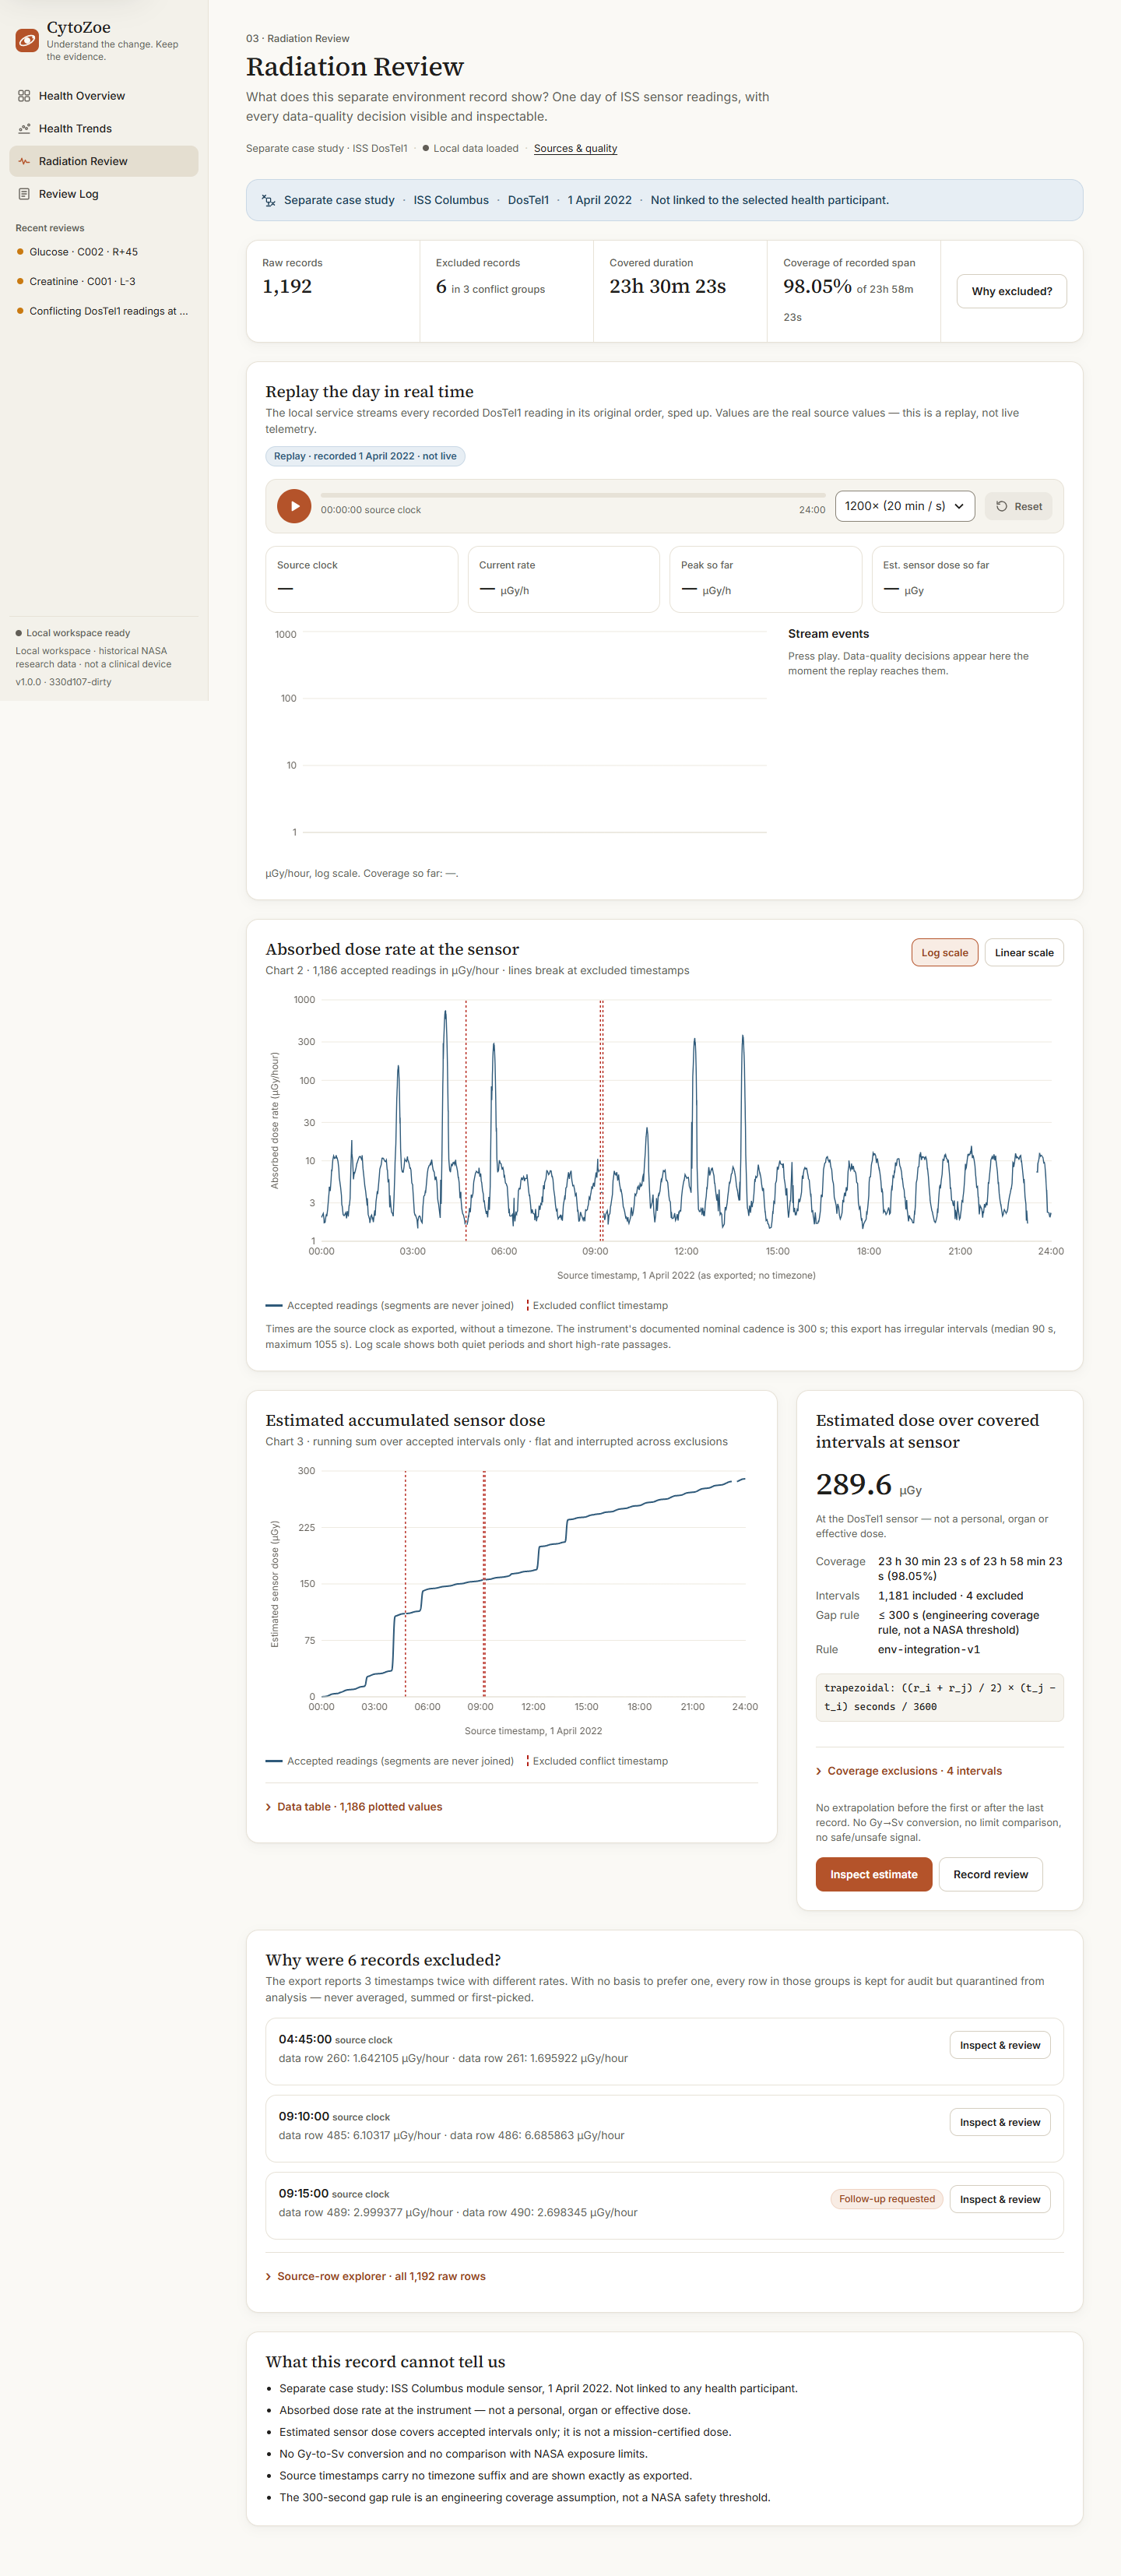 CytoZoe
Understand the change. Keep
the evidence.
Health Overview
Health Trends
Radiation Review
Review Log
Recent reviews
Glucose · C002 · R+45
Creatinine · C001 · L-3
Conflicting DosTel1 readings at ...
Local workspace ready
Local workspace · historical NASA
research data · not a clinical device
v1.0.0 · 330d107-dirty
03 · Radiation Review
Radiation Review
What does this separate environment record show? One day of ISS sensor readings, with
every data-quality decision visible and inspectable.
Separate case study · ISS DosTel1 · Local data loaded · Sources & quality
Separate case study · ISS Columbus · DosTel1 · 1 April 2022 · Not linked to the selected health participant.
Raw records
1,192
Excluded records
6 in 3 conflict groups
Covered duration
23h 30m 23s
Coverage of recorded span
98.05% of 23h 58m
23s
Why excluded?
Replay the day in real time
The local service streams every recorded DosTel1 reading in its original order, sped up. Values are the real source values — this is a replay, not live
telemetry.
Replay · recorded 1 April 2022 · not live
00:00:00 source clock
24:00
1200× (20 min / s)
Reset
Source clock
—
Current rate
— µGy/h
Peak so far
— µGy/h
Est. sensor dose so far
— µGy
1000
100
10
1
Stream events
Press play. Data-quality decisions appear here the
moment the replay reaches them.
µGy/hour, log scale. Coverage so far: —.
Absorbed dose rate at the sensor
Chart 2 · 1,186 accepted readings in µGy/hour · lines break at excluded timestamps
Log scale
Linear scale
Absorbed dose rate (µGy/hour)
1000
300
100
30
10
3
1
00:00 03:00 06:00 09:00 12:00 15:00 18:00 21:00 24:00
Source timestamp, 1 April 2022 (as exported; no timezone)
Accepted readings (segments are never joined) Excluded conflict timestamp
Times are the source clock as exported, without a timezone. The instrument's documented nominal cadence is 300 s; this export has irregular intervals (median 90 s,
maximum 1055 s). Log scale shows both quiet periods and short high-rate passages.
Estimated accumulated sensor dose
Chart 3 · running sum over accepted intervals only · flat and interrupted across exclusions
Estimated sensor dose (µGy)
300
225
150
75
0
00:00 03:00 06:00 09:00 12:00 15:00 18:00 21:00 24:00
Source timestamp, 1 April 2022
Accepted readings (segments are never joined) Excluded conflict timestamp
Data table · 1,186 plotted values
Estimated dose over covered
intervals at sensor
289.6 µGy
At the DosTel1 sensor — not a personal, organ or
effective dose.
Coverage 23 h 30 min 23 s of 23 h 58 min 23
s (98.05%)
Intervals 1,181 included · 4 excluded
Gap rule ≤ 300 s (engineering coverage
rule, not a NASA threshold)
Rule env-integration-v1
trapezoidal: ((r_i + r_j) / 2) × (t_j −
t_i) seconds / 3600
Coverage exclusions · 4 intervals
No extrapolation before the first or after the last
record. No Gy→Sv conversion, no limit comparison,
no safe/unsafe signal.
Inspect estimate
Record review
Why were 6 records excluded?
The export reports 3 timestamps twice with different rates. With no basis to prefer one, every row in those groups is kept for audit but quarantined from
analysis — never averaged, summed or first-picked.
04:45:00 source clock
data row 260: 1.642105 µGy/hour · data row 261: 1.695922 µGy/hour
Inspect & review
09:10:00 source clock
data row 485: 6.10317 µGy/hour · data row 486: 6.685863 µGy/hour
Inspect & review
09:15:00 source clock
data row 489: 2.999377 µGy/hour · data row 490: 2.698345 µGy/hour
Follow-up requested
Inspect & review
Source-row explorer · all 1,192 raw rows
What this record cannot tell us
• Separate case study: ISS Columbus module sensor, 1 April 2022. Not linked to any health participant.
• Absorbed dose rate at the instrument — not a personal, organ or effective dose.
• Estimated sensor dose covers accepted intervals only; it is not a mission-certified dose.
• No Gy-to-Sv conversion and no comparison with NASA exposure limits.
• Source timestamps carry no timezone suffix and are shown exactly as exported.
• The 300-second gap rule is an engineering coverage assumption, not a NASA safety threshold.